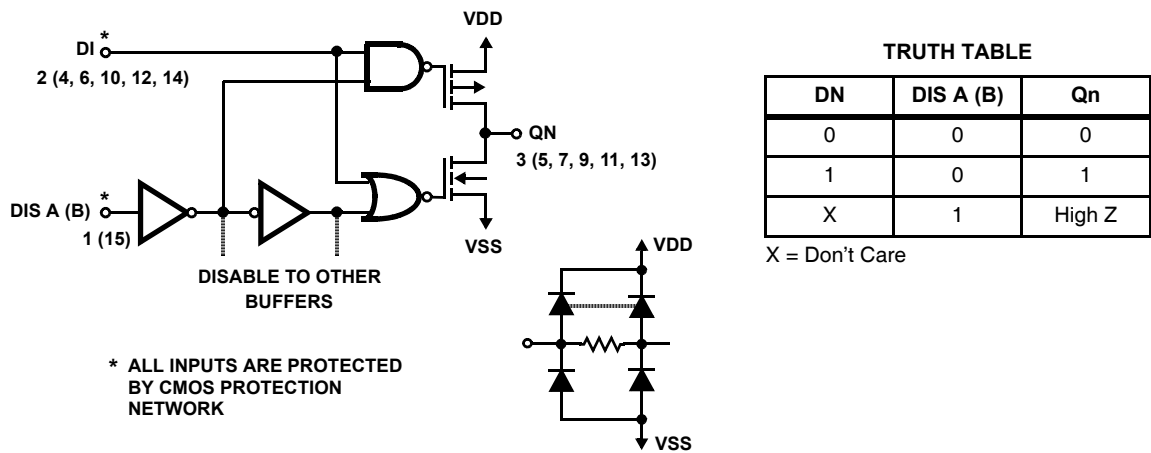 VDD
*
DI
2 (4, 6, 10, 12, 14)
QN
3 (5, 7, 9, 11, 13)
*
DIS A (B)
1 (15)
VSS
DISABLE TO OTHER
BUFFERS
VDD
VSS
* ALL INPUTS ARE PROTECTED
BY CMOS PROTECTION
NETWORK
TRUTH TABLE
DN DIS A (B) Qn
0 0 0
1 0 1
X 1 High Z
X = Don't Care